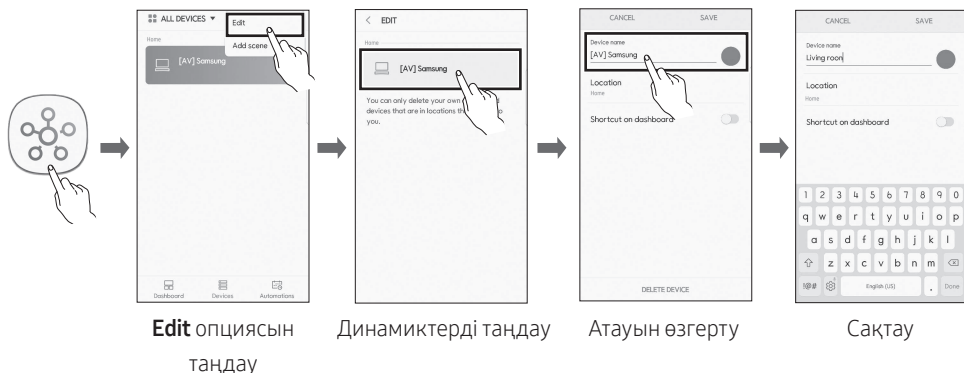 ALL DEVICES ▼
Edit
Home
Add scene
[AV] Samsung
Dashboard
Devices
Automations
Edit опциясын
таңдау
< EDIT
Home
[AV] Samsung
You can only delete your own
devices that are in locations
you.
Динамиктерді таңдау
CANCEL SAVE
Device name
[AV] Samsung
Location
Home
Shortcut on dashboard
DELETE DEVICE
Атауын өзгерту
CANCEL SAVE
Device name
Living roon
Location
Home
Shortcut on dashboard
1 2 3 4 5 6 7 8 9 0
q w e r t y u i o p
a s d f g h j k l
z x c v b n m
!@# English (US) . Done
Сақтау